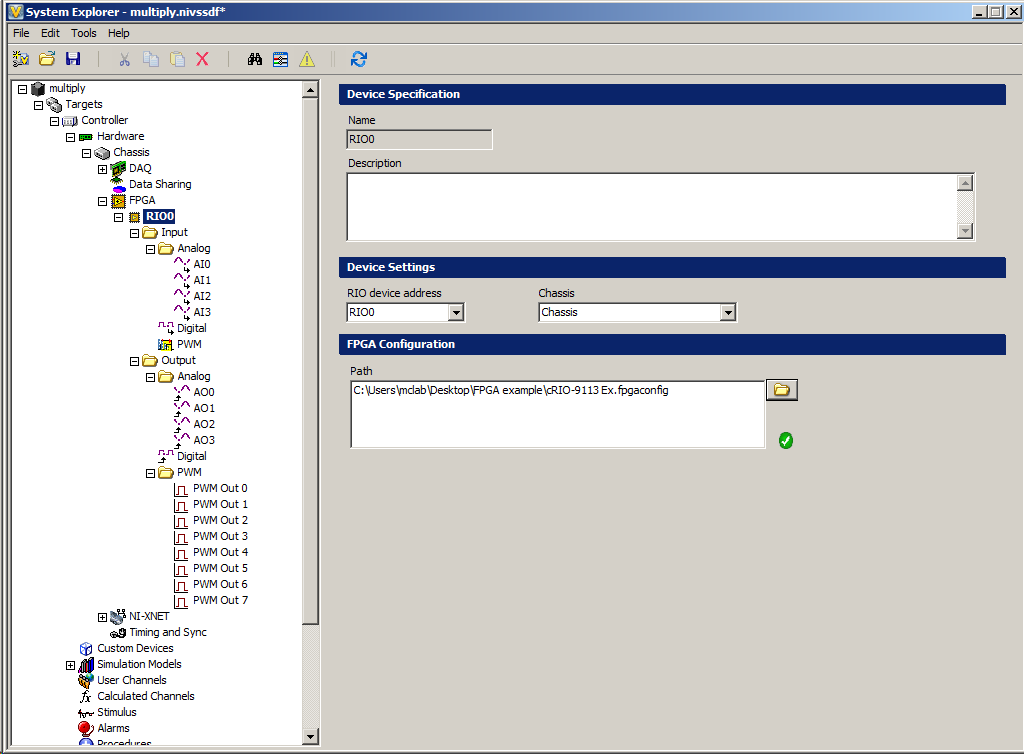 System Explorer - multiply.nivssdf*
File Edit Tools Help
multiply
Targets
Controller
Hardware
Chassis
DAQ
Data Sharing
FPGA
RIO0
Input
Analog
AI0
AI1
AI2
AI3
Digital
PWM
Output
Analog
AO0
AO1
AO2
AO3
Digital
PWM
PWM Out 0
PWM Out 1
PWM Out 2
PWM Out 3
PWM Out 4
PWM Out 5
PWM Out 6
PWM Out 7
NI-XNET
Timing and Sync
Custom Devices
Simulation Models
User Channels
Calculated Channels
Stimulus
Alarms
Procedures
Device Specification
Name
RIO0
Description
Device Settings
RIO device address Chassis
RIO0 Chassis
FPGA Configuration
Path
C:\Users\mclab\Desktop\FPGA example\cRIO-9113 Ex.fpgaconfig